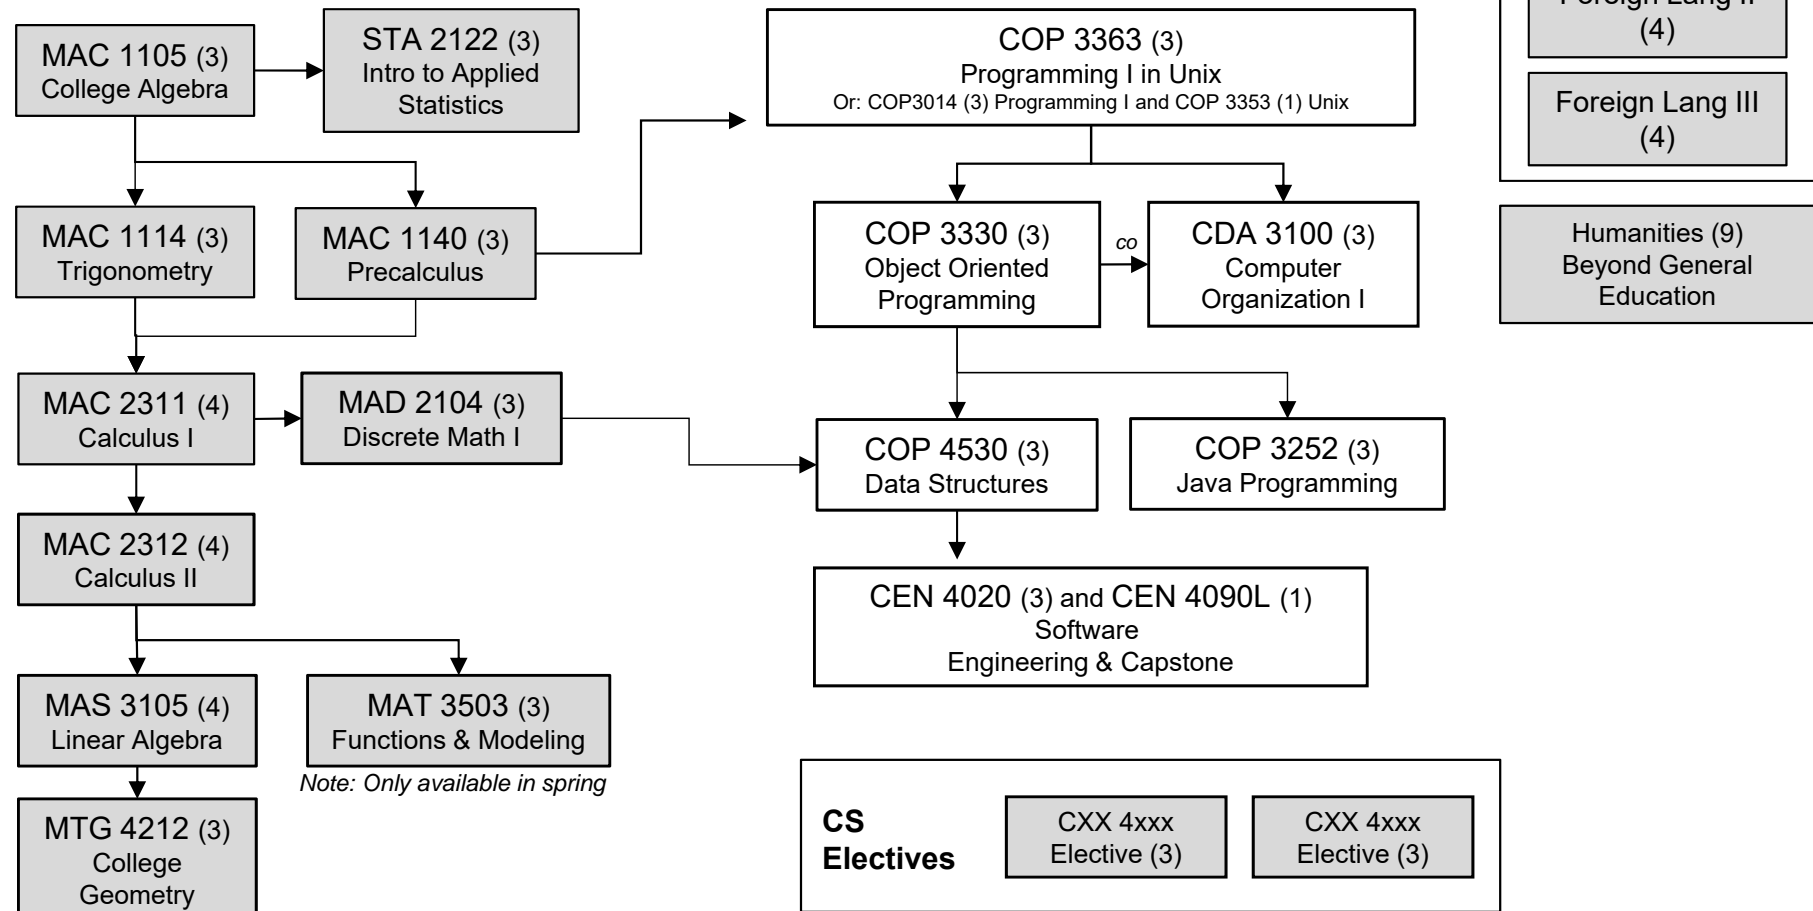 MAC 1105 (3)
College Algebra
STA 2122 (3)
Intro to Applied
Statistics
COP 3363 (3)
Programming I in Unix
Or: COP3014 (3) Programming I and COP 3353 (1) Unix
Foreign Lang II
(4)
Foreign Lang III
(4)
MAC 1114 (3)
Trigonometry
MAC 1140 (3)
Precalculus
COP 3330 (3)
Object Oriented
Programming
co
CDA 3100 (3)
Computer
Organization I
Humanities (9)
Beyond General
Education
MAC 2311 (4)
Calculus I
MAD 2104 (3)
Discrete Math I
COP 4530 (3)
Data Structures
COP 3252 (3)
Java Programming
MAC 2312 (4)
Calculus II
CEN 4020 (3) and CEN 4090L (1)
Software
Engineering & Capstone
MAS 3105 (4)
Linear Algebra
MAT 3503 (3)
Functions & Modeling
Note: Only available in spring
MTG 4212 (3)
College
Geometry
CS
Electives
CXX 4xxx
Elective (3)
CXX 4xxx
Elective (3)